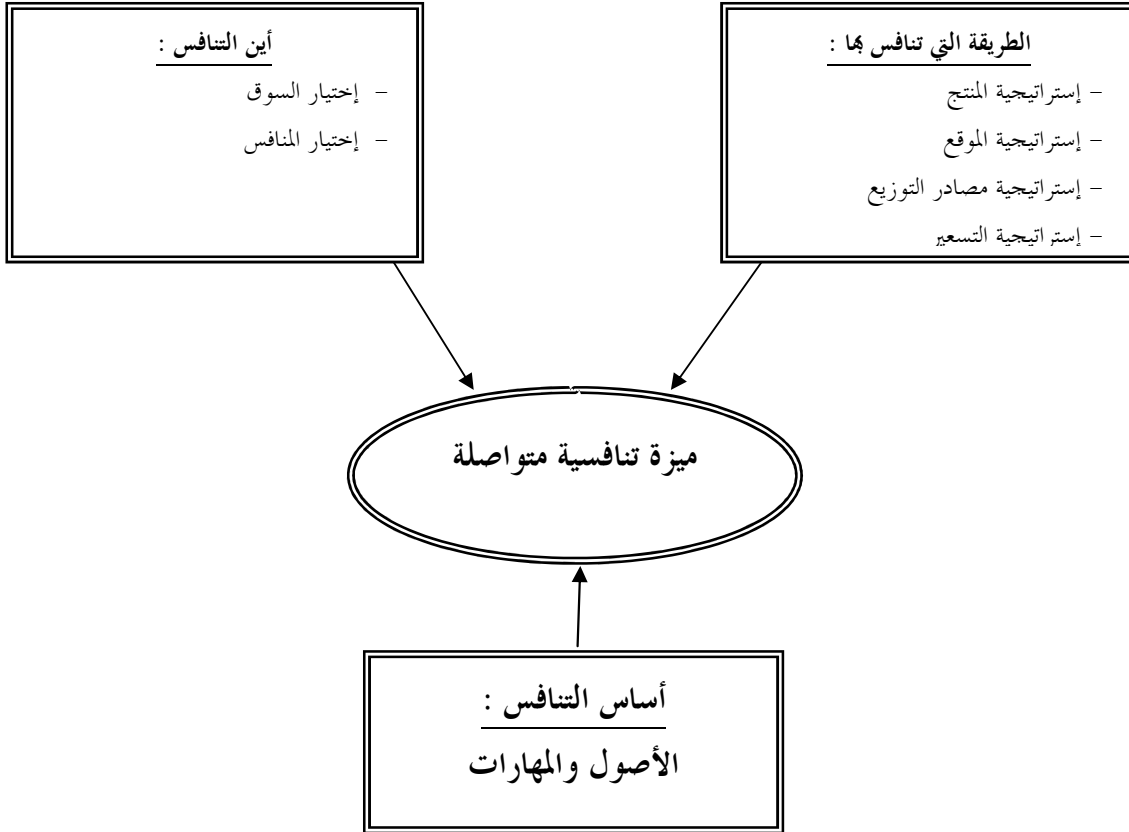 الطريقة التي تنافس بها :
– إستراتيجية المنتج
– إستراتيجية الموقع
– إستراتيجية مصادر التوزيع
– إستراتيجية التسعير
أين التنافس :
– إختيار السوق
– إختيار المنافس
ميزة تنافسية متواصلة
أساس التنافس :
الأصول والمهارات